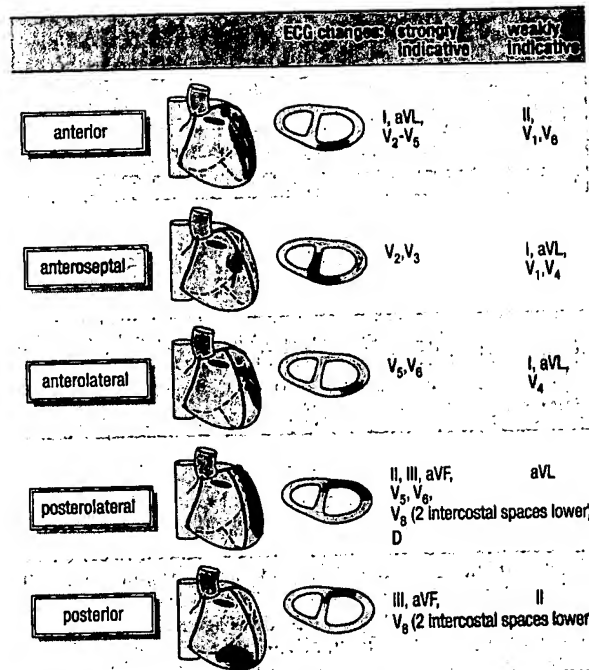 ECG changes: strongly weakly
indicative indicative
anterior I, aVL, II,
V2-V5 V1,V6
anteroseptal V2,V3 I, aVL,
V1,V4
anterolateral V5,V6 I, aVL,
V4
posterolateral II, III, aVF, aVL
V5, V6,
V8 (2 intercostal spaces lower)
D
posterior III, aVF, II
V8 (2 intercostal spaces lower